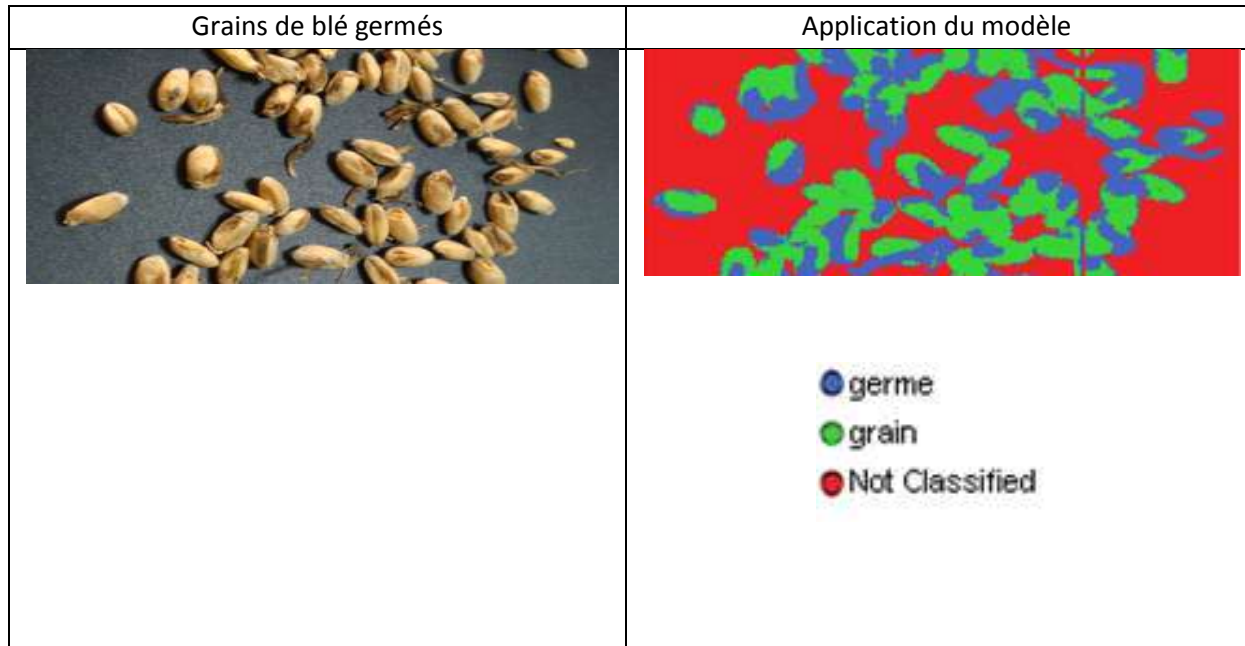 Grains de blé germés
Application du modèle
germe
grain
Not Classified